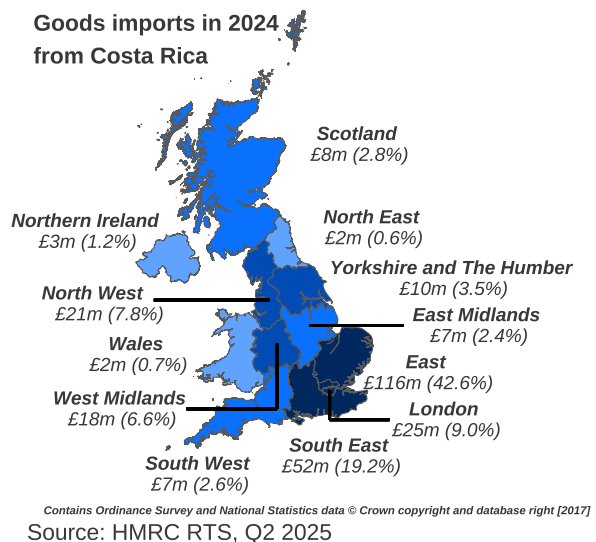 Goods imports in 2024
from Costa Rica
Scotland
£8m (2.8%)
Northern Ireland
£3m (1.2%)
North East
£2m (0.6%)
Yorkshire and The Humber
£10m (3.5%)
North West
£21m (7.8%)
East Midlands
£7m (2.4%)
Wales
£2m (0.7%)
East
£116m (42.6%)
West Midlands
£18m (6.6%)
London
£25m (9.0%)
South East
£52m (19.2%)
South West
£7m (2.6%)
Contains Ordinance Survey and National Statistics data © Crown copyright and database right [2017]
Source: HMRC RTS, Q2 2025